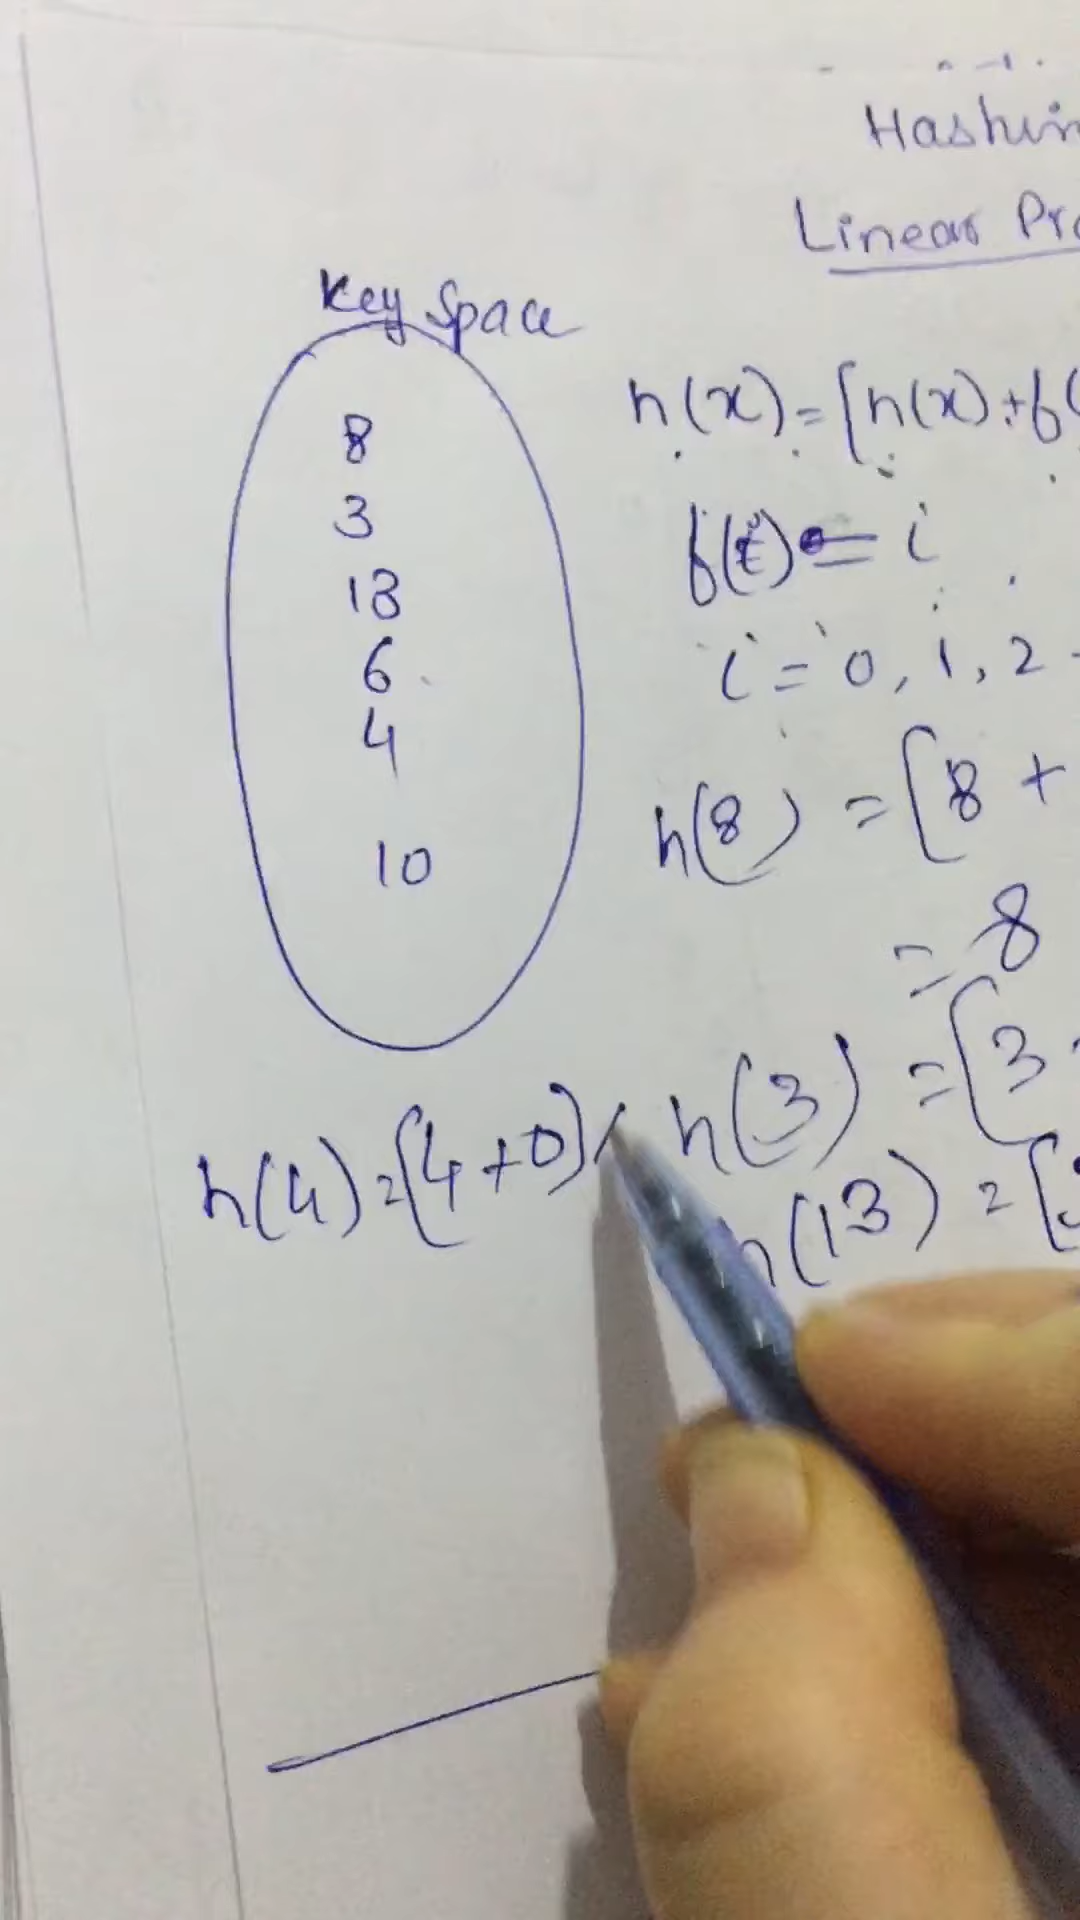 Hashin
Linear Pro
Key Space
8
3
13
6
4
10
h(x) = [h(x) + f(
f(i) = i
i = 0, 1, 2 -
h(8) = [8 +
= 8
h(3) = [3
h(4) = [4+0]
h(13) = [